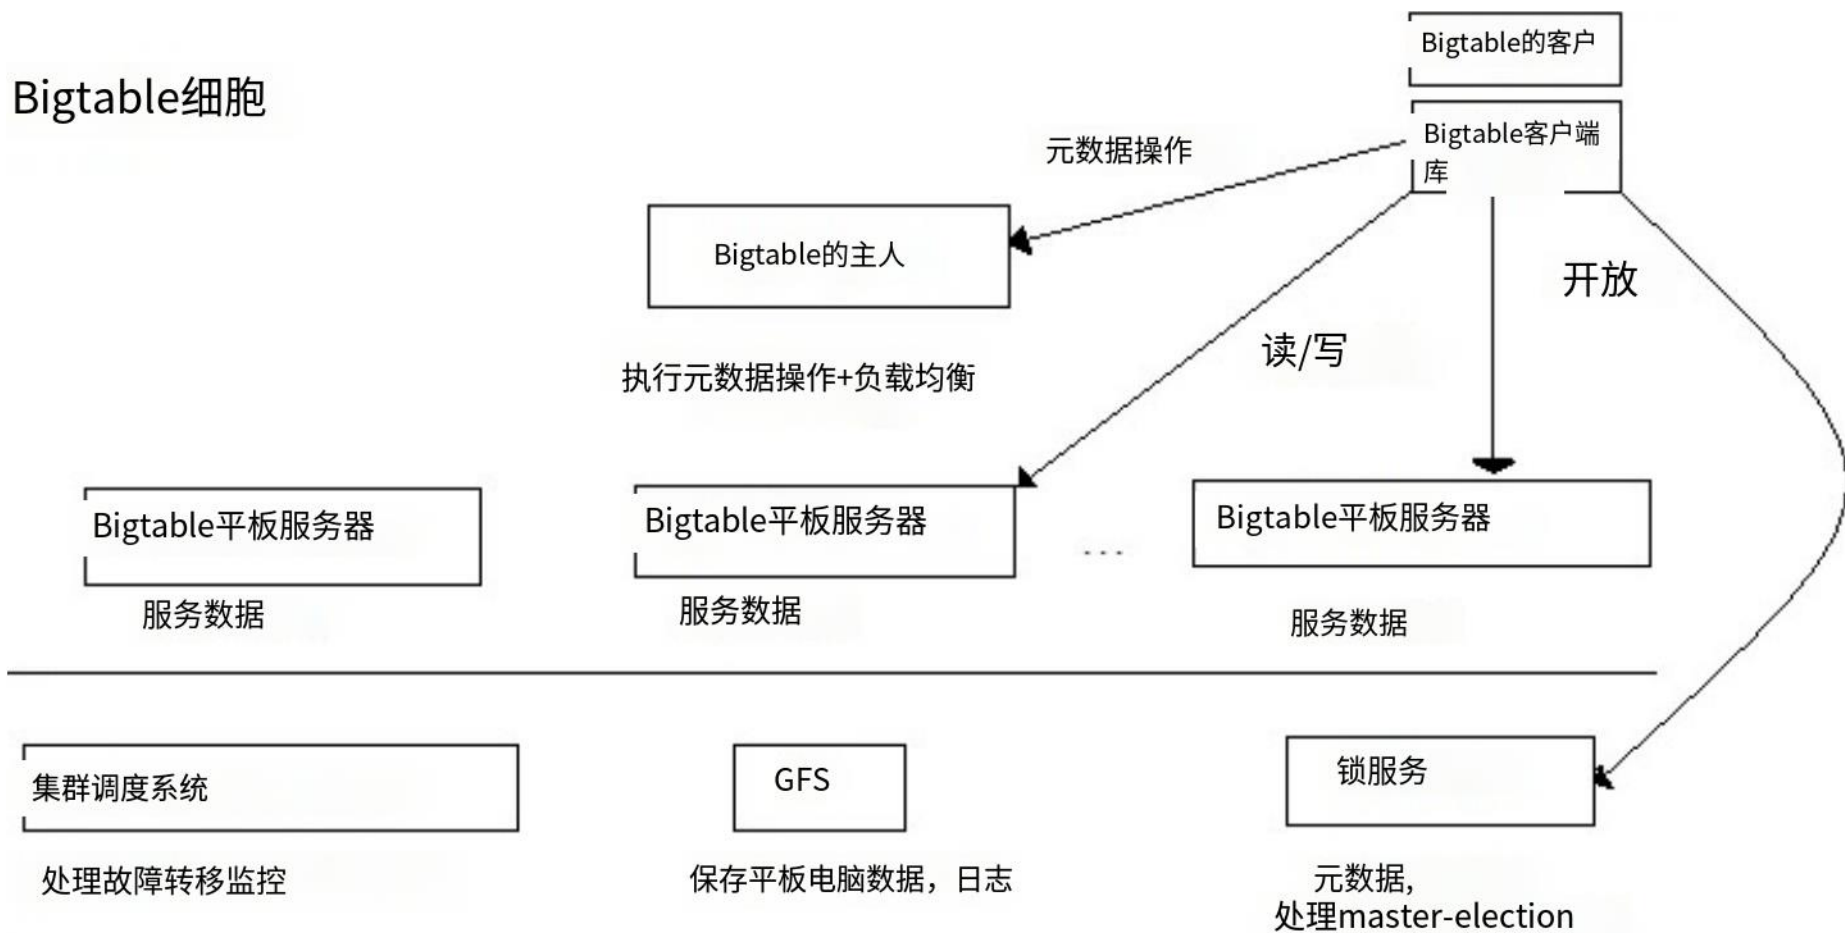 Bigtable的客户
Bigtable细胞
Bigtable客户端
库
元数据操作
Bigtable的主人
开放
读/写
执行元数据操作+负载均衡
Bigtable平板服务器
Bigtable平板服务器
...
Bigtable平板服务器
服务数据
服务数据
服务数据
集群调度系统
GFS
锁服务
处理故障转移监控
保存平板电脑数据，日志
元数据,
处理master-election